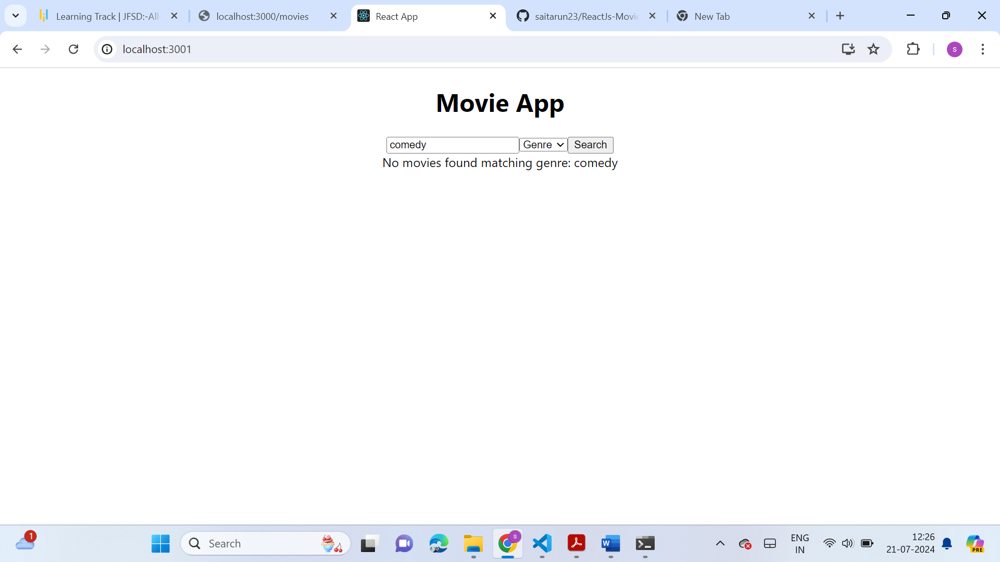 Learning Track | JFSD:-All-
localhost:3000/movies
React App
saitarun23/ReactJs-Movie
New Tab
localhost:3001
s
Movie App
comedy
Genre
Search
No movies found matching genre: comedy
1
Search
s
ENG
IN
12:26
21-07-2024
PRE